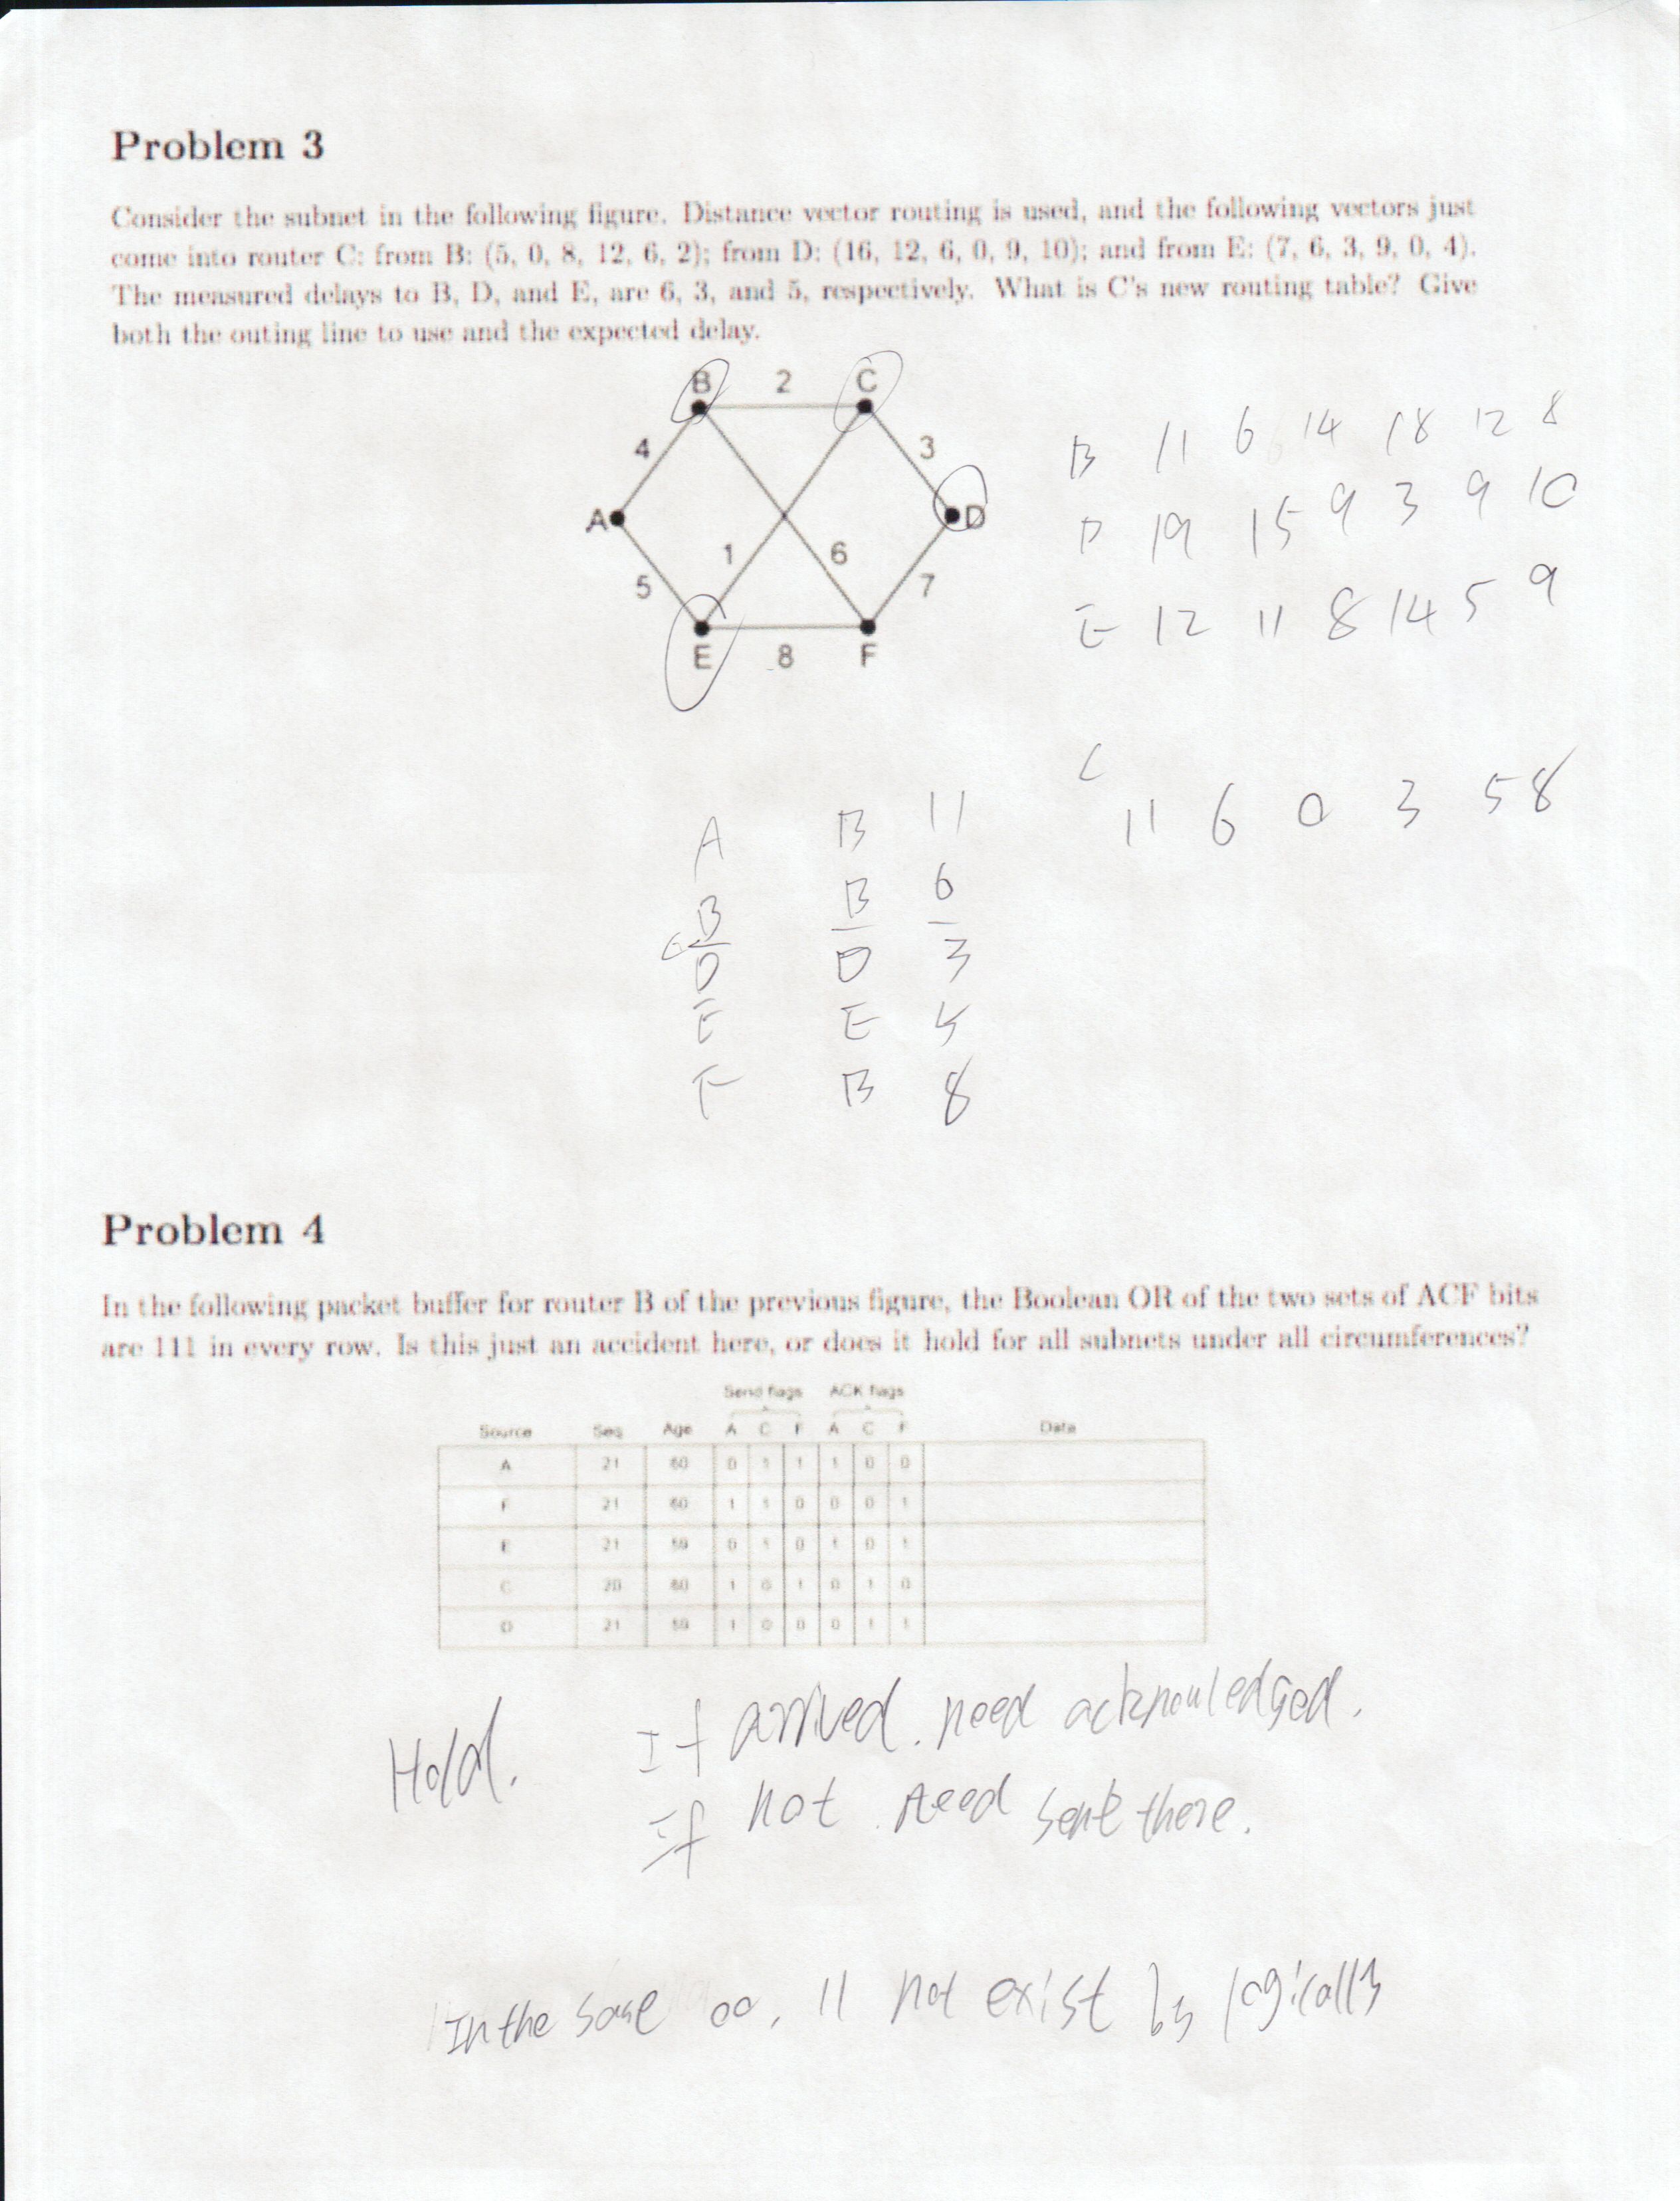 Problem 3
Consider the subnet in the following figure. Distance vector routing is used, and the following vectors just
come into router C: from B: (5, 0, 8, 12, 6, 2); from D: (16, 12, 6, 0, 9, 10); and from E: (7, 6, 3, 9, 0, 4).
The measured delays to B, D, and E, are 6, 3, and 5, respectively. What is C's new routing table? Give
both the outing line to use and the expected delay.
B 2 C
4 3
A D
1 6
5 7
E 8 F
B 11 6 14 18 12 8
D 19 15 9 3 9 10
E 12 11 8 14 5 9
C
11 6 0 3 5 8
A B 11
B B 6
C — —
D D 3
E E 5
F B 8
Problem 4
In the following packet buffer for router B of the previous figure, the Boolean OR of the two sets of ACF bits
are 111 in every row. Is this just an accident here, or does it hold for all subnets under all circumferences?
Send flags ACK flags
Source Seq Age A C F A C F Data
A 21 60 0 1 1 1 0 0
F 21 60 1 1 0 0 0 1
E 21 59 0 1 0 1 0 1
C 20 60 1 0 1 0 1 0
D 21 59 1 0 0 0 1 1
Hold. If arrived. need acknowledged.
If not. need sent there.
In the 00, 11 not exist by logically